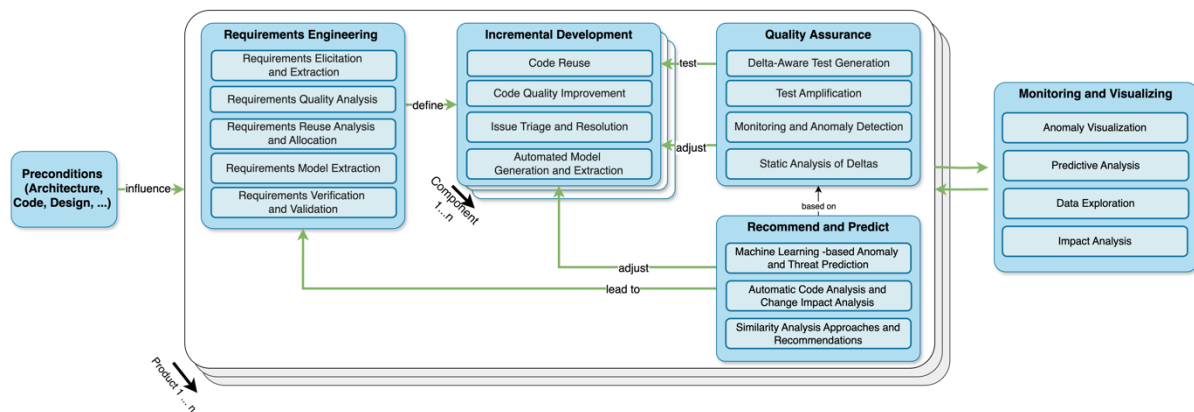 Preconditions
(Architecture,
Code, Design, ...)
influence
Requirements Engineering
Requirements Elicitation
and Extraction
Requirements Quality Analysis
Requirements Reuse Analysis
and Allocation
Requirements Model Extraction
Requirements Verification
and Validation
define
Incremental Development
Code Reuse
Code Quality Improvement
Issue Triage and Resolution
Automated Model
Generation and Extraction
Component
1...n
test
adjust
Quality Assurance
Delta-Aware Test Generation
Test Amplification
Monitoring and Anomaly Detection
Static Analysis of Deltas
based on
Recommend and Predict
Machine Learning -based Anomaly
and Threat Prediction
Automatic Code Analysis and
Change Impact Analysis
Similarity Analysis Approaches and
Recommendations
adjust
lead to
Product 1 ... n
Monitoring and Visualizing
Anomaly Visualization
Predictive Analysis
Data Exploration
Impact Analysis